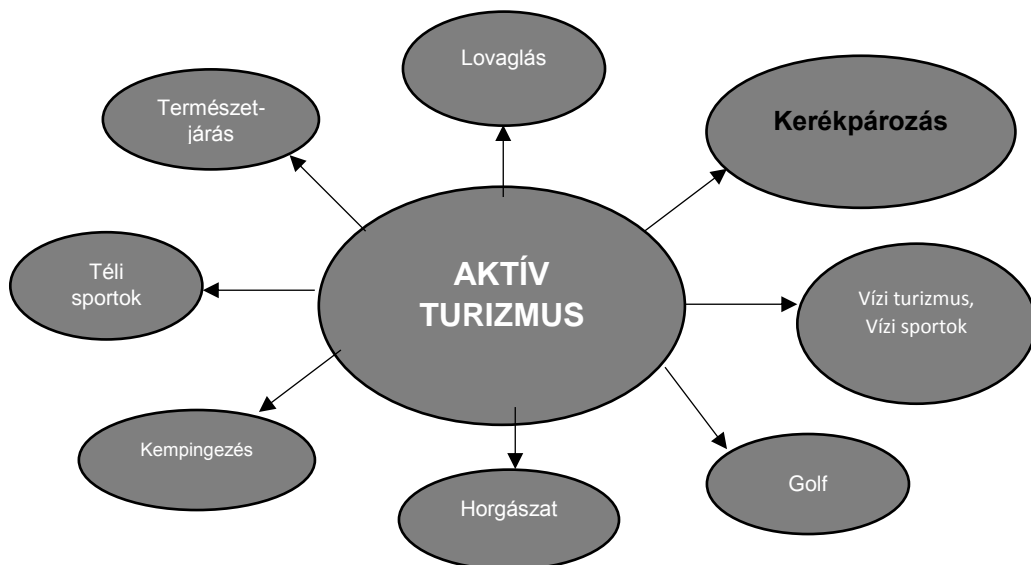 Lovaglás
Természet-
járás
Kerékpározás
AKTÍV
TURIZMUS
Téli
sportok
Vízi turizmus,
Vízi sportok
Kempingezés
Horgászat
Golf